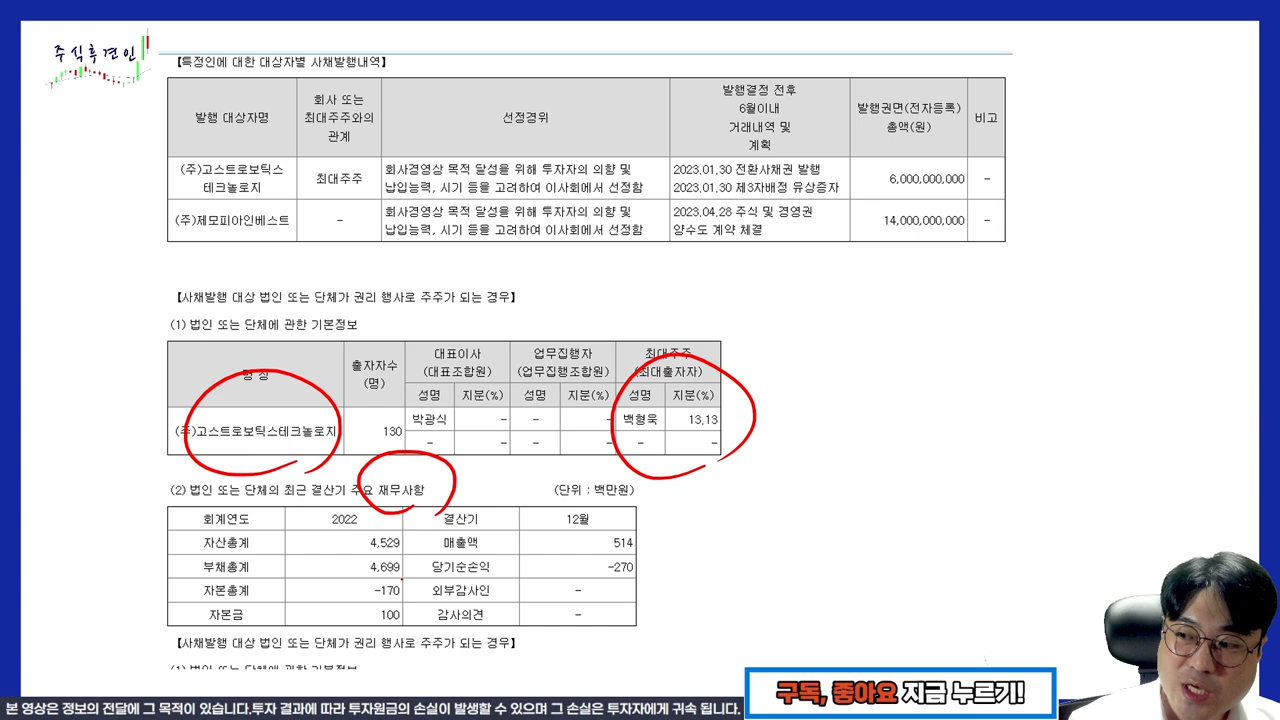 주식후견인
【특정인에 대한 대상자별 사채발행내역】
발행 대상자명
회사 또는
최대주주와의
관계
선정경위
발행결정 전후
6월이내
거래내역 및
계획
발행권면(전자등록)
총액(원)
비고
(주)고스트로보틱스
테크놀로지
최대주주
회사경영상 목적 달성을 위해 투자자의 의향 및
납입능력, 시기 등을 고려하여 이사회에서 선정함
2023.01.30 전환사채권 발행
2023.01.30 제3자배정 유상증자
6,000,000,000
-
(주)제모피아인베스트
-
회사경영상 목적 달성을 위해 투자자의 의향 및
납입능력, 시기 등을 고려하여 이사회에서 선정함
2023.04.28 주식 및 경영권
양수도 계약 체결
14,000,000,000
-
【사채발행 대상 법인 또는 단체가 권리 행사로 주주가 되는 경우】
(1) 법인 또는 단체에 관한 기본정보
명 칭
출자자수
(명)
대표이사
(대표조합원)
업무집행자
(업무집행조합원)
최대주주
(최대출자자)
성명 지분(%) 성명 지분(%) 성명 지분(%)
(주)고스트로보틱스테크놀로지 130
박광식 - - - 백형욱 13.13
- - - - - -
(2) 법인 또는 단체의 최근 결산기 주요 재무사항 (단위 : 백만원)
회계연도 2022 결산기 12월
자산총계 4,529 매출액 514
부채총계 4,699 당기순손익 -270
자본총계 -170 외부감사인 -
자본금 100 감사의견 -
【사채발행 대상 법인 또는 단체가 권리 행사로 주주가 되는 경우】
(1) 법인 또는 단체에 관한 기본정보
구독, 좋아요 지금 누르기!
본 영상은 정보의 전달에 그 목적이 있습니다.투자 결과에 따라 투자원금의 손실이 발생할 수 있으며 그 손실은 투자자에게 귀속 됩니다.